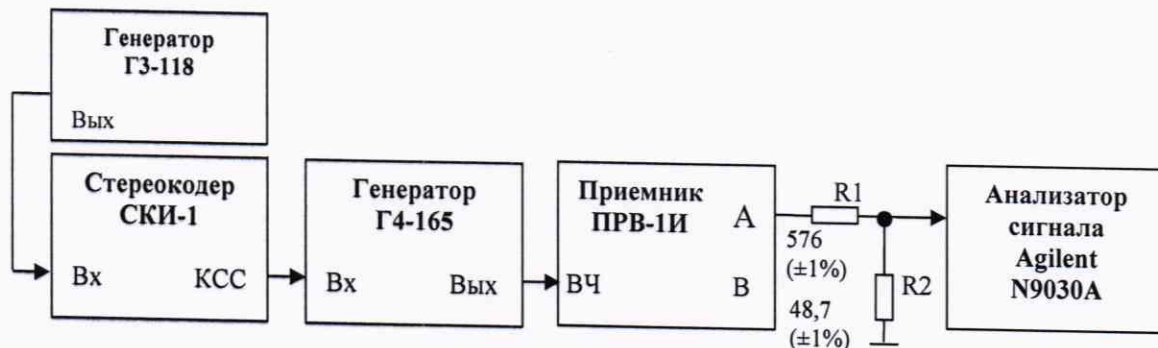 Генератор
Г3-118
Вых
Стереокодер
СКИ-1
Вх
КСС
Генератор
Г4-165
Вх
Вых
Приемник
ПРВ-1И
А
ВЧ
В
R1
576
(±1%)
R2
48,7
(±1%)
Анализатор
сигнала
Agilent
N9030A